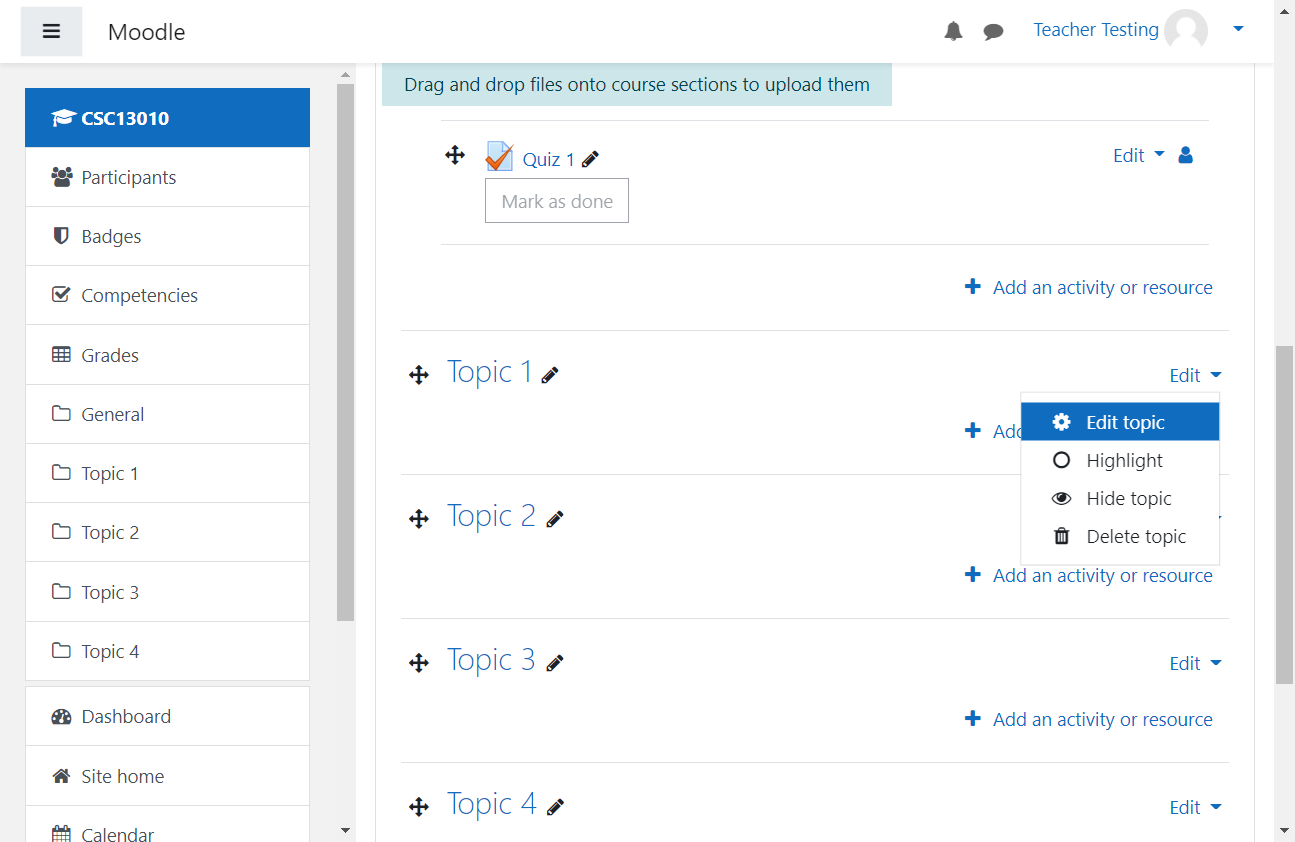 Moodle
Teacher Testing
CSC13010
Participants
Badges
Competencies
Grades
General
Topic 1
Topic 2
Topic 3
Topic 4
Dashboard
Site home
Calendar
Drag and drop files onto course sections to upload them
Quiz 1
Edit
Mark as done
Add an activity or resource
Topic 1
Edit
Edit topic
Highlight
Hide topic
Delete topic
Topic 2
Add an activity or resource
Topic 3
Edit
Add an activity or resource
Topic 4
Edit